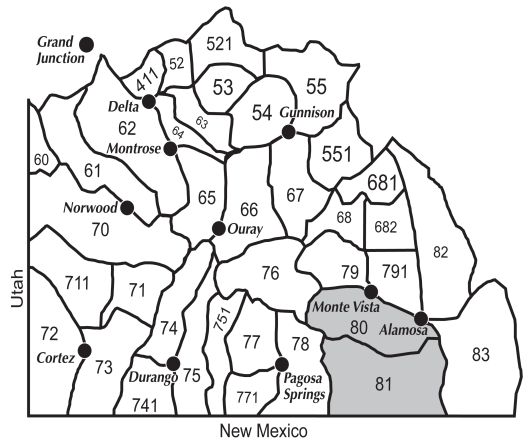 Grand
Junction
521
52
411
53
55
Delta
54
Gunnison
62
64
63
Montrose
551
60
61
681
65
67
Norwood
66
68
70
Ouray
682
82
76
79
791
711
71
Utah
Monte Vista
751
72
74
80
Alamosa
77
78
Cortez
73
83
Durango
75
Pagosa
Springs
81
771
741
New Mexico